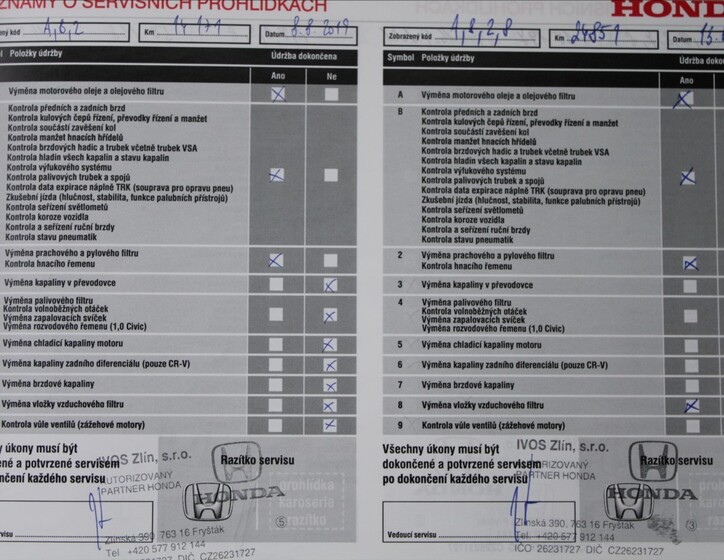 ZNAMY O SERVISNÍCH PROHLÍDKÁCH
HONDA
ený kód A, 6, 2
Km 14 171
Datum 8.8.2019
Položky údržby
Údržba dokončena
Ano
Ne
Výměna motorového oleje a olejového filtru
Kontrola předních a zadních brzd
Kontrola kulových čepů řízení, převodky řízení a manžet
Kontrola součástí zavěšení kol
Kontrola manžet hnacích hřídelů
Kontrola brzdových hadic a trubek včetně trubek VSA
Kontrola hladin všech kapalin a stavu kapalin
Kontrola výfukového systému
Kontrola palivových trubek a spojů
Kontrola data expirace náplně TRK (souprava pro opravu pneu)
Zkušební jízda (hlučnost, stabilita, funkce palubních přístrojů)
Kontrola seřízení světlometů
Kontrola koroze vozidla
Kontrola a seřízení ruční brzdy
Kontrola stavu pneumatik
Výměna prachového a pylového filtru
Kontrola hnacího řemenu
Výměna kapaliny v převodovce
Výměna palivového filtru
Kontrola volnoběžných otáček
Výměna zapalovacích svíček
Výměna rozvodového řemenu (1,0 Civic)
Výměna chladicí kapaliny motoru
Výměna kapaliny zadního diferenciálu (pouze CR-V)
Výměna brzdové kapaliny
Výměna vložky vzduchového filtru
Kontrola vůle ventilů (zážehové motory)
y úkony musí být
ené a potvrzené servisem
nčení každého servisu
IVOS Zlín, s.r.o.
AUTORIZOVANÝ
PARTNER HONDA
Razítko servisu
HONDA
prohlídka
karoserie
razítko
⑤
servisu
Zlínská 390, 763 16 Fryšták
Tel +420 577 912 144
DIČ CZ26231727
Zobrazený kód 1,8,2,8
Km 24851
Datum 13.
Symbol Položky údržby
Údržba doko
Ano
A Výměna motorového oleje a olejového filtru
B Kontrola předních a zadních brzd
Kontrola kulových čepů řízení, převodky řízení a manžet
Kontrola součástí zavěšení kol
Kontrola manžet hnacích hřídelů
Kontrola brzdových hadic a trubek včetně trubek VSA
Kontrola hladin všech kapalin a stavu kapalin
Kontrola výfukového systému
Kontrola palivových trubek a spojů
Kontrola data expirace náplně TRK (souprava pro opravu pneu)
Zkušební jízda (hlučnost, stabilita, funkce palubních přístrojů)
Kontrola seřízení světlometů
Kontrola koroze vozidla
Kontrola a seřízení ruční brzdy
Kontrola stavu pneumatik
2 Výměna prachového a pylového filtru
Kontrola hnacího řemenu
3 Výměna kapaliny v převodovce
4 Výměna palivového filtru
Kontrola volnoběžných otáček
Výměna zapalovacích svíček
Výměna rozvodového řemenu (1,0 Civic)
5 Výměna chladicí kapaliny motoru
6 Výměna kapaliny zadního diferenciálu (pouze CR-V)
7 Výměna brzdové kapaliny
8 Výměna vložky vzduchového filtru
9 Kontrola vůle ventilů (zážehové motory)
Všechny úkony musí být
dokončené a potvrzené servisem
po dokončení každého servisu
IVOS Zlín, s.r.o.
AUTORIZOVANÝ
PARTNER HONDA
Razítko servisu
HONDA
③
Vedoucí servisu
Zlínská 390, 763 16 Fryšták
Tel +420 577 912 144
IČO 26231727 DIČ CZ26231727